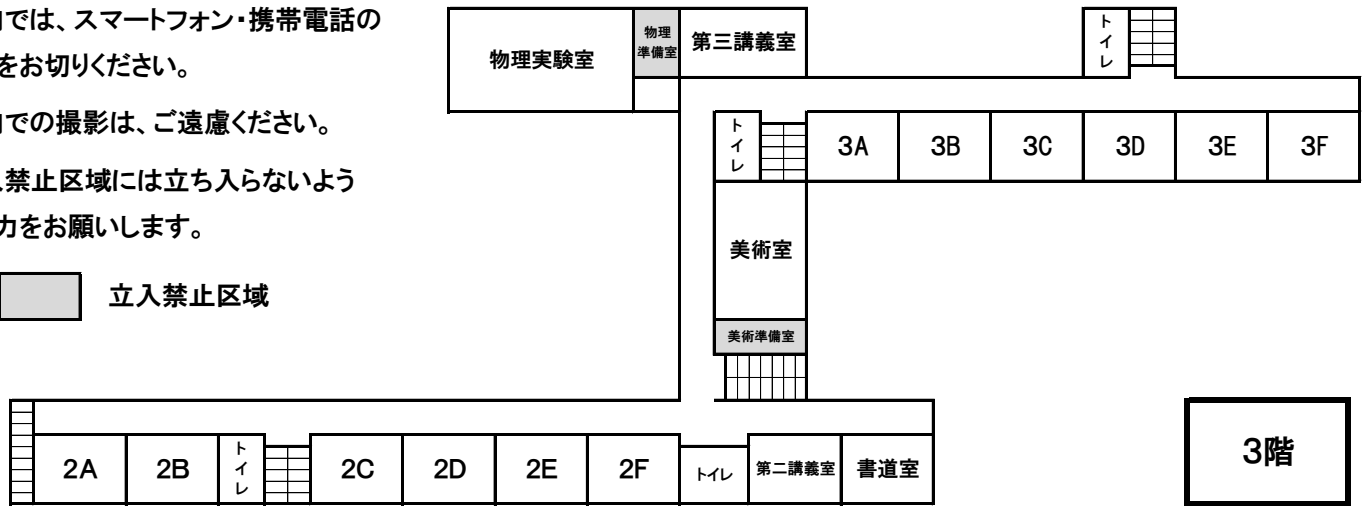 では、スマートフォン・携帯電話の
をお切りください。
での撮影は、ご遠慮ください。
禁止区域には立ち入らないよう
力をお願いします。
立入禁止区域
物理実験室
物理
準備室
第三講義室
トイレ
トイレ
3A
3B
3C
3D
3E
3F
美術室
美術準備室
2A
2B
トイレ
2C
2D
2E
2F
トイレ
第二講義室
書道室
3階